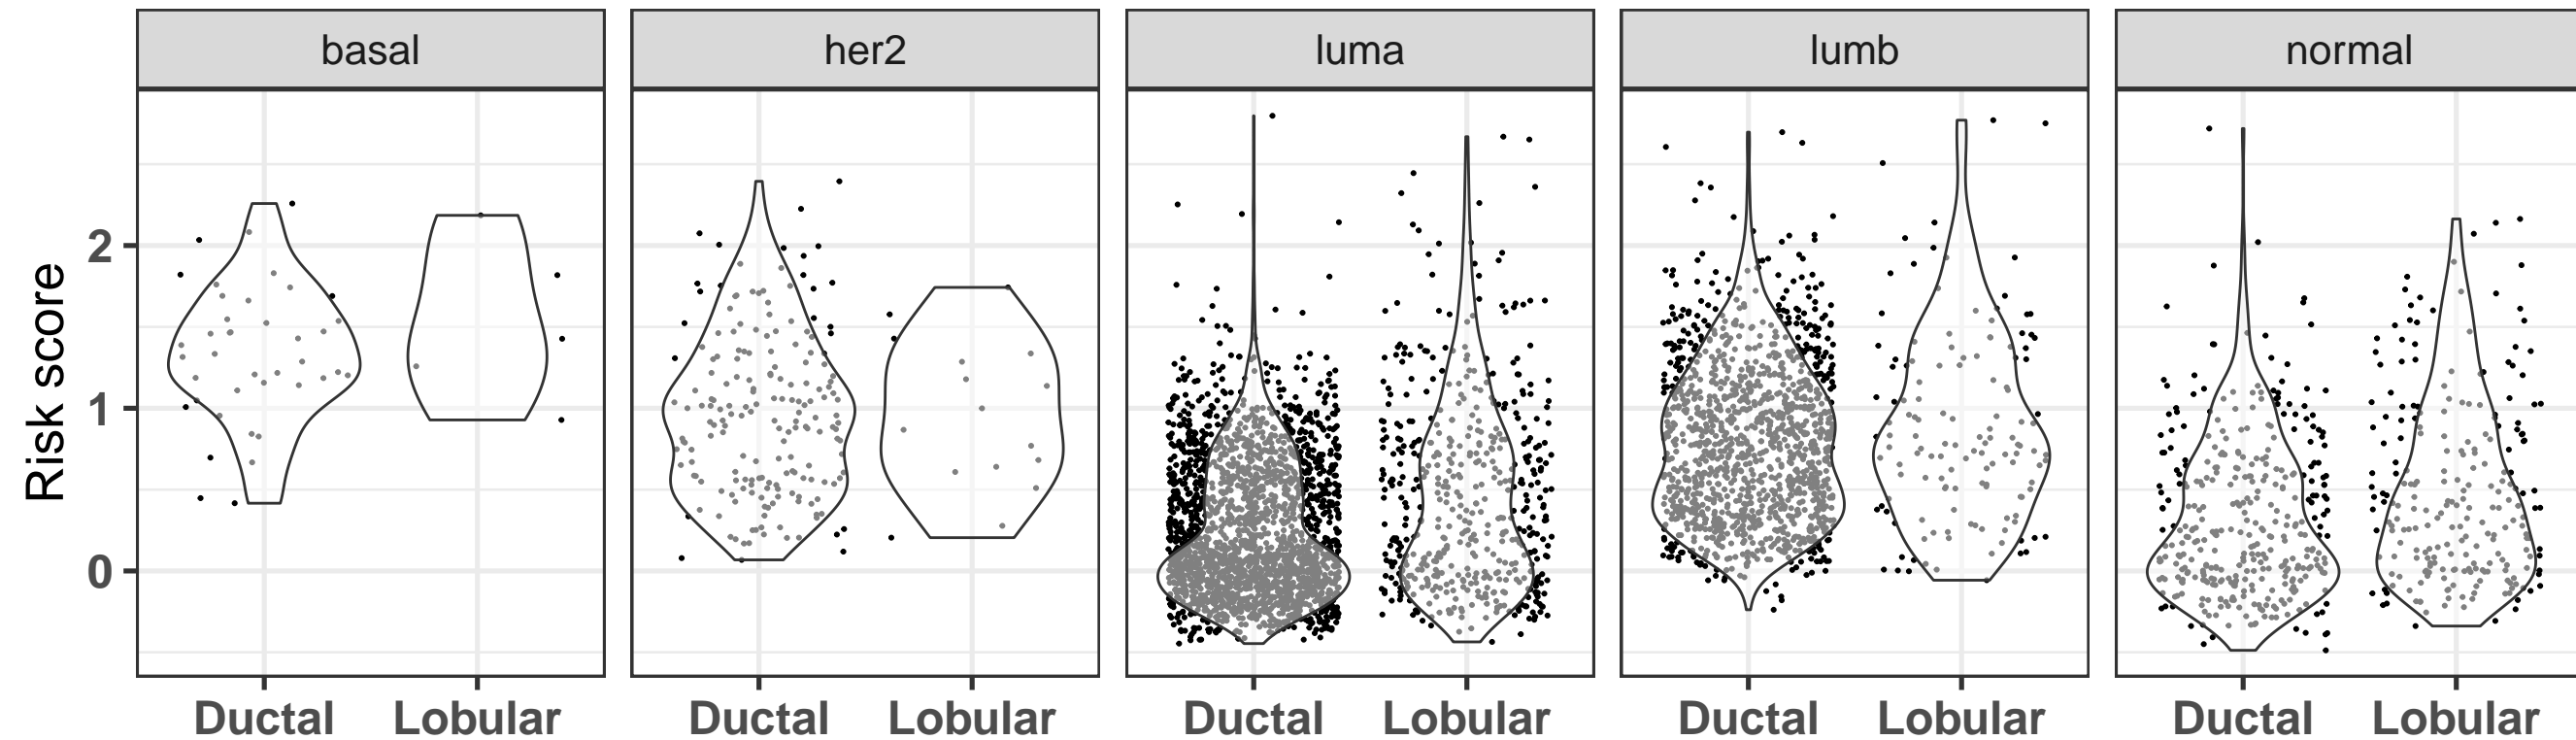 basal her2 luma lumb normal
Risk score
2
1
0
Ductal Lobular Ductal Lobular Ductal Lobular Ductal Lobular Ductal Lobular